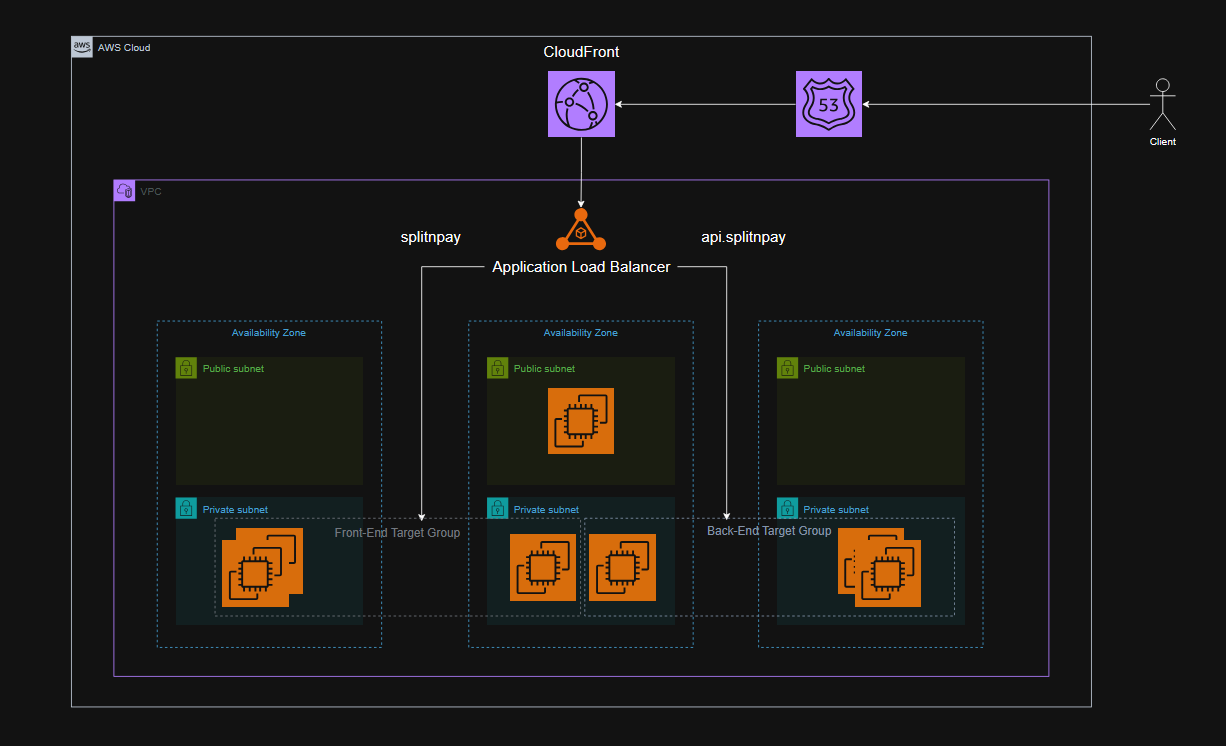 aws
AWS Cloud
CloudFront
53
Client
VPC
splitnpay
api.splitnpay
Application Load Balancer
Availability Zone
Availability Zone
Availability Zone
Public subnet
Public subnet
Public subnet
Private subnet
Private subnet
Private subnet
Front-End Target Group
Back-End Target Group